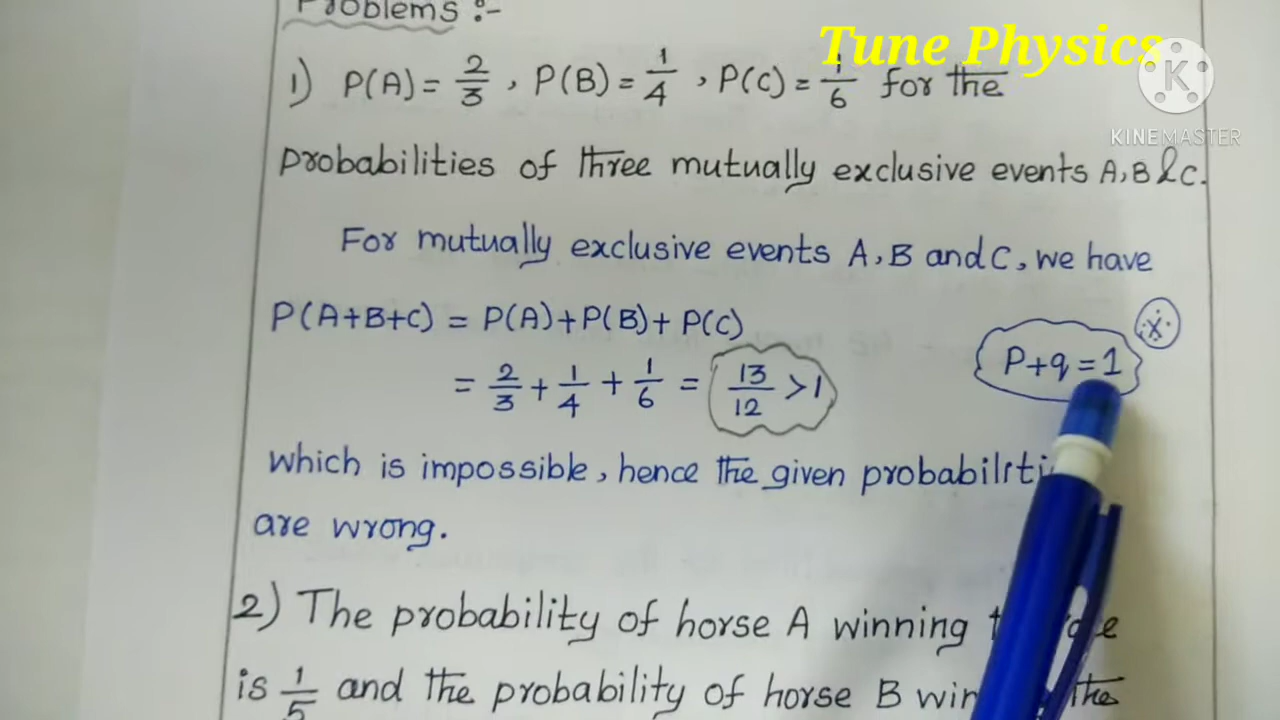 Problems :-
Tune Physics
1) P(A) = 2/3 , P(B) = 1/4 , P(C) = 1/6 for the
KINEMASTER
probabilities of three mutually exclusive events A, B & C.
For mutually exclusive events A, B and C, we have
P(A+B+C) = P(A) + P(B) + P(C)
P+q = 1
= 2/3 + 1/4 + 1/6 = 13/12 > 1
which is impossible, hence the given
are wrong.
2) The probability of horse A winning
is 1/5 and the probability of horse B the